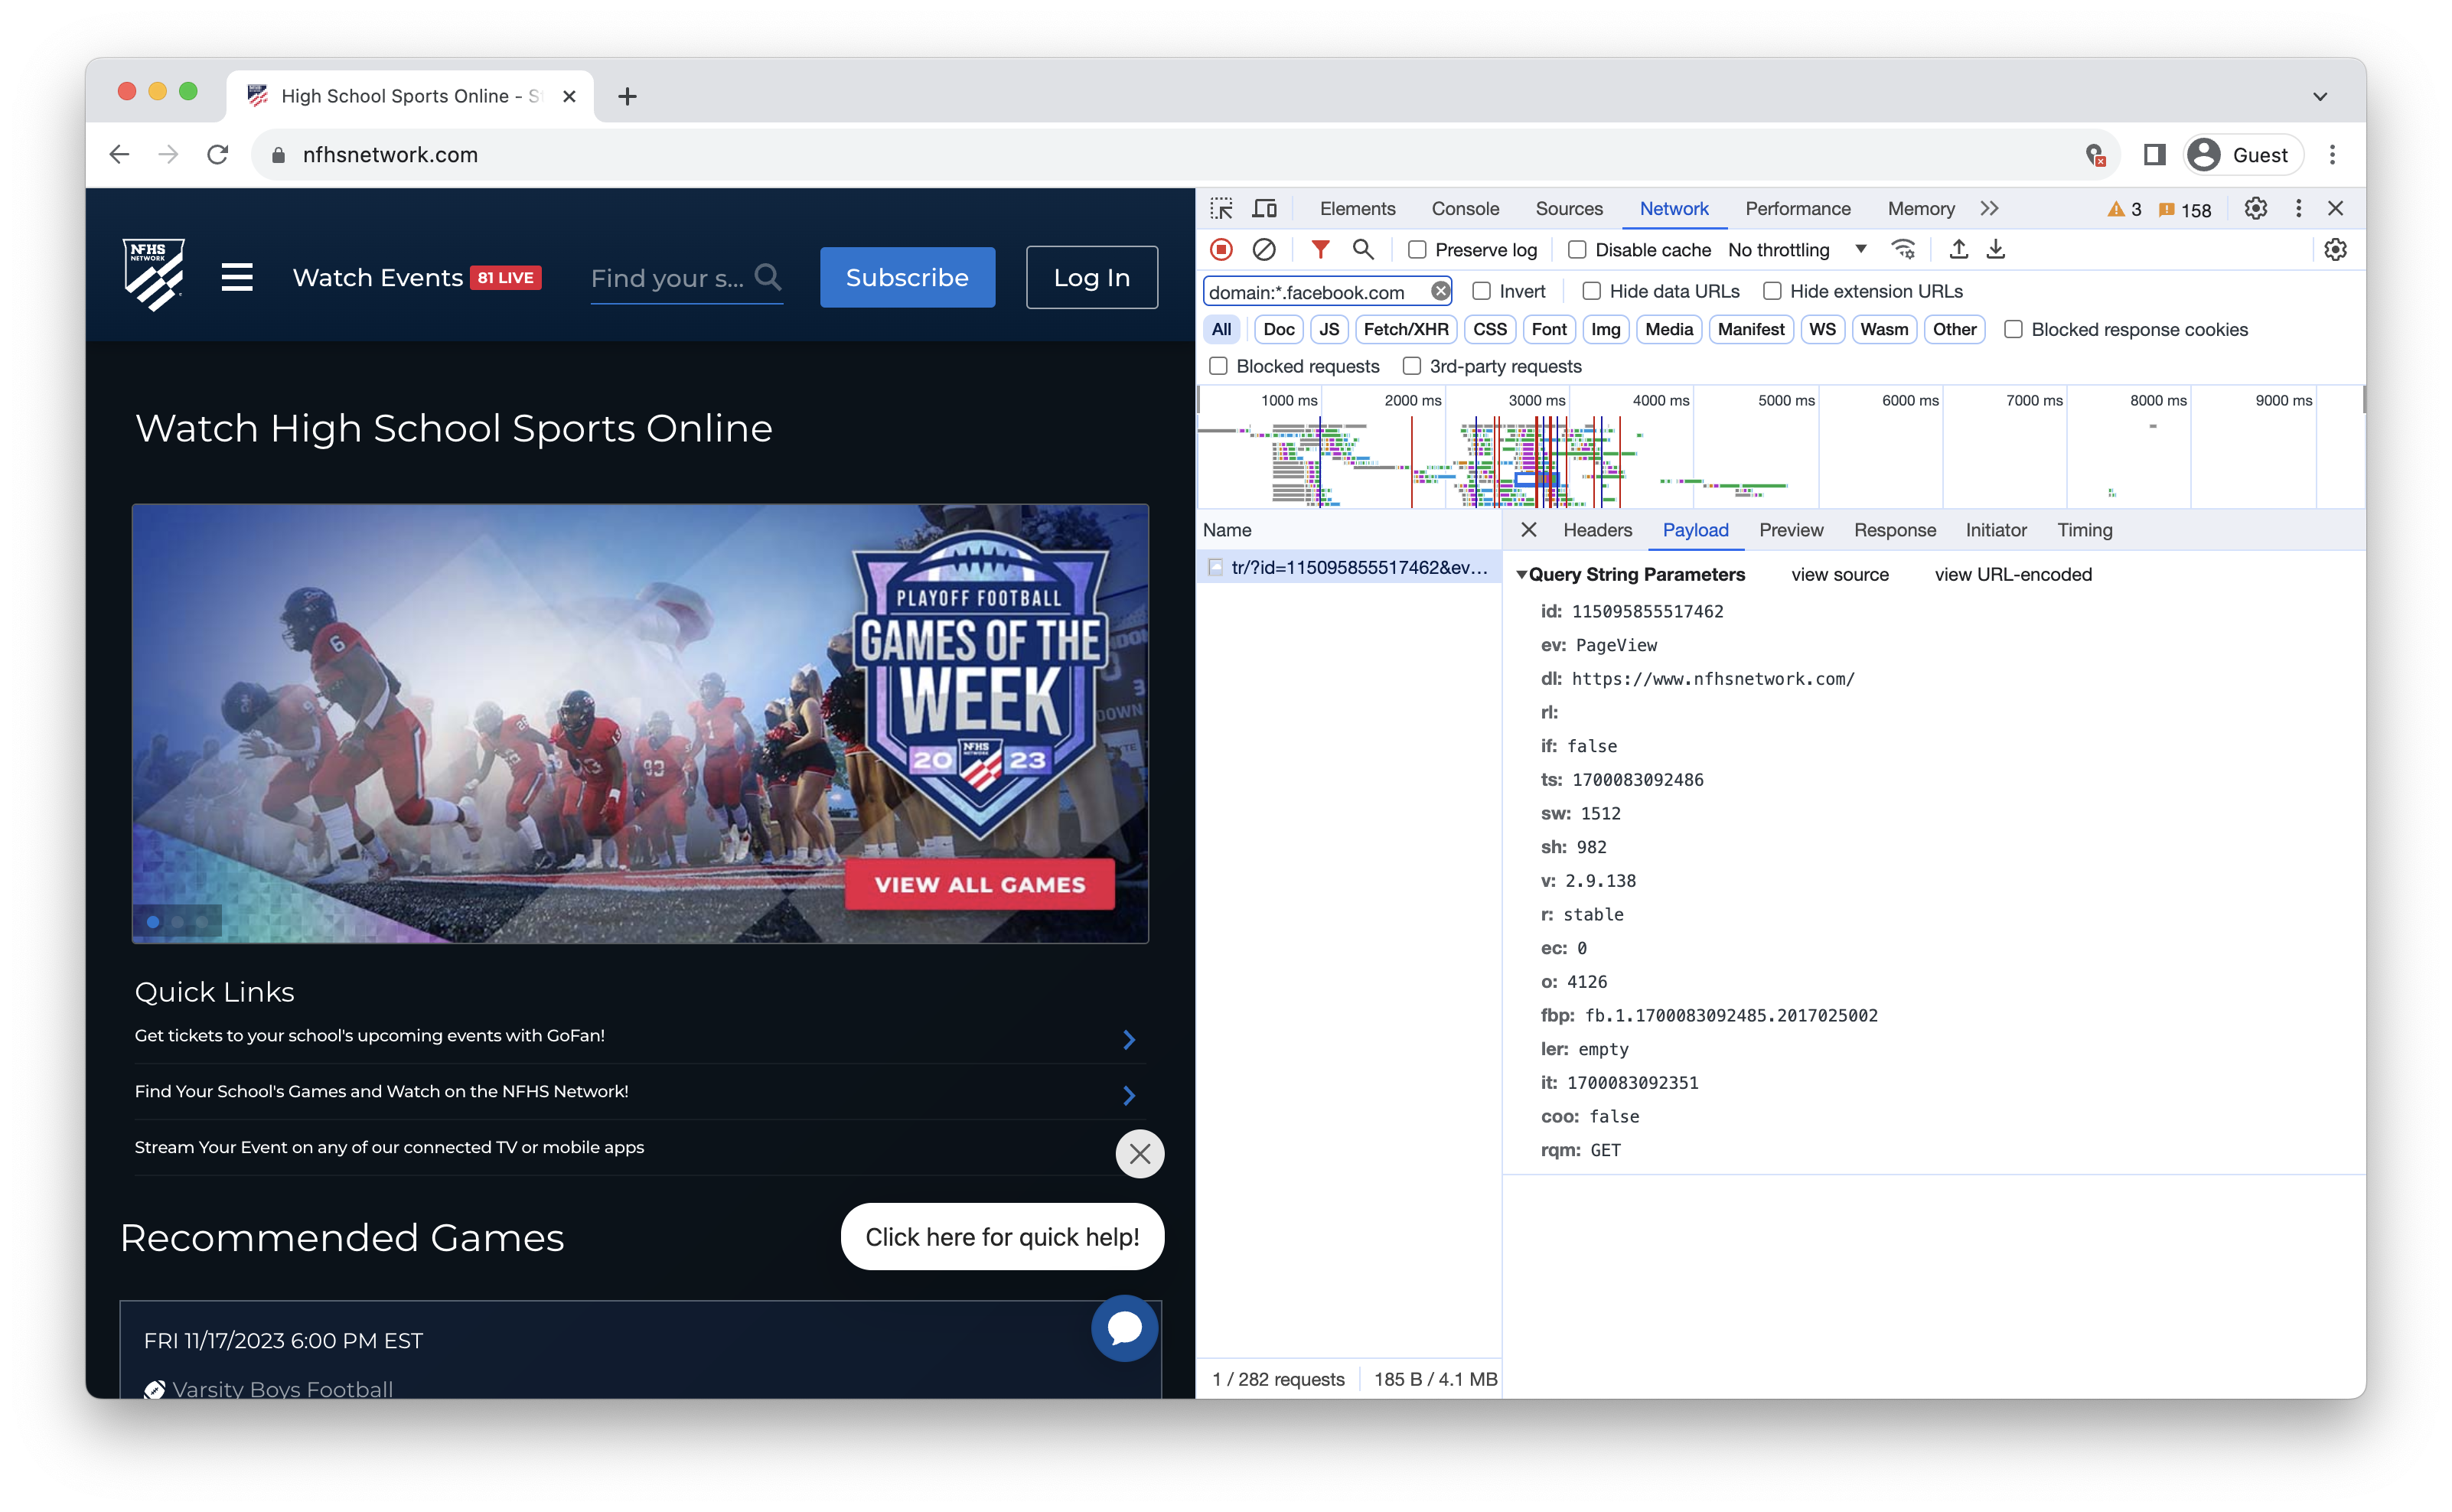 High School Sports Online - S
nfhsnetwork.com
Guest
NFHS
NETWORK
Watch Events 81 LIVE
Find your s...
Subscribe
Log In
Watch High School Sports Online
PLAYOFF FOOTBALL
GAMES OF THE
WEEK
20 NFHS 23
VIEW ALL GAMES
6
Quick Links
Get tickets to your school's upcoming events with GoFan!
Find Your School's Games and Watch on the NFHS Network!
Stream Your Event on any of our connected TV or mobile apps
Recommended Games
Click here for quick help!
FRI 11/17/2023 6:00 PM EST
Varsity Boys Football
Elements Console Sources Network Performance Memory 3 158
Preserve log Disable cache No throttling
domain:*.facebook.com Invert Hide data URLs Hide extension URLs
All Doc JS Fetch/XHR CSS Font Img Media Manifest WS Wasm Other Blocked response cookies
Blocked requests 3rd-party requests
1000 ms 2000 ms 3000 ms 4000 ms 5000 ms 6000 ms 7000 ms 8000 ms 9000 ms
Name
tr/?id=115095855517462&ev...
Headers Payload Preview Response Initiator Timing
Query String Parameters view source view URL-encoded
id: 115095855517462
ev: PageView
dl: https://www.nfhsnetwork.com/
rl:
if: false
ts: 1700083092486
sw: 1512
sh: 982
v: 2.9.138
r: stable
ec: 0
o: 4126
fbp: fb.1.1700083092485.2017025002
ler: empty
it: 1700083092351
coo: false
rqm: GET
1 / 282 requests 185 B / 4.1 MB